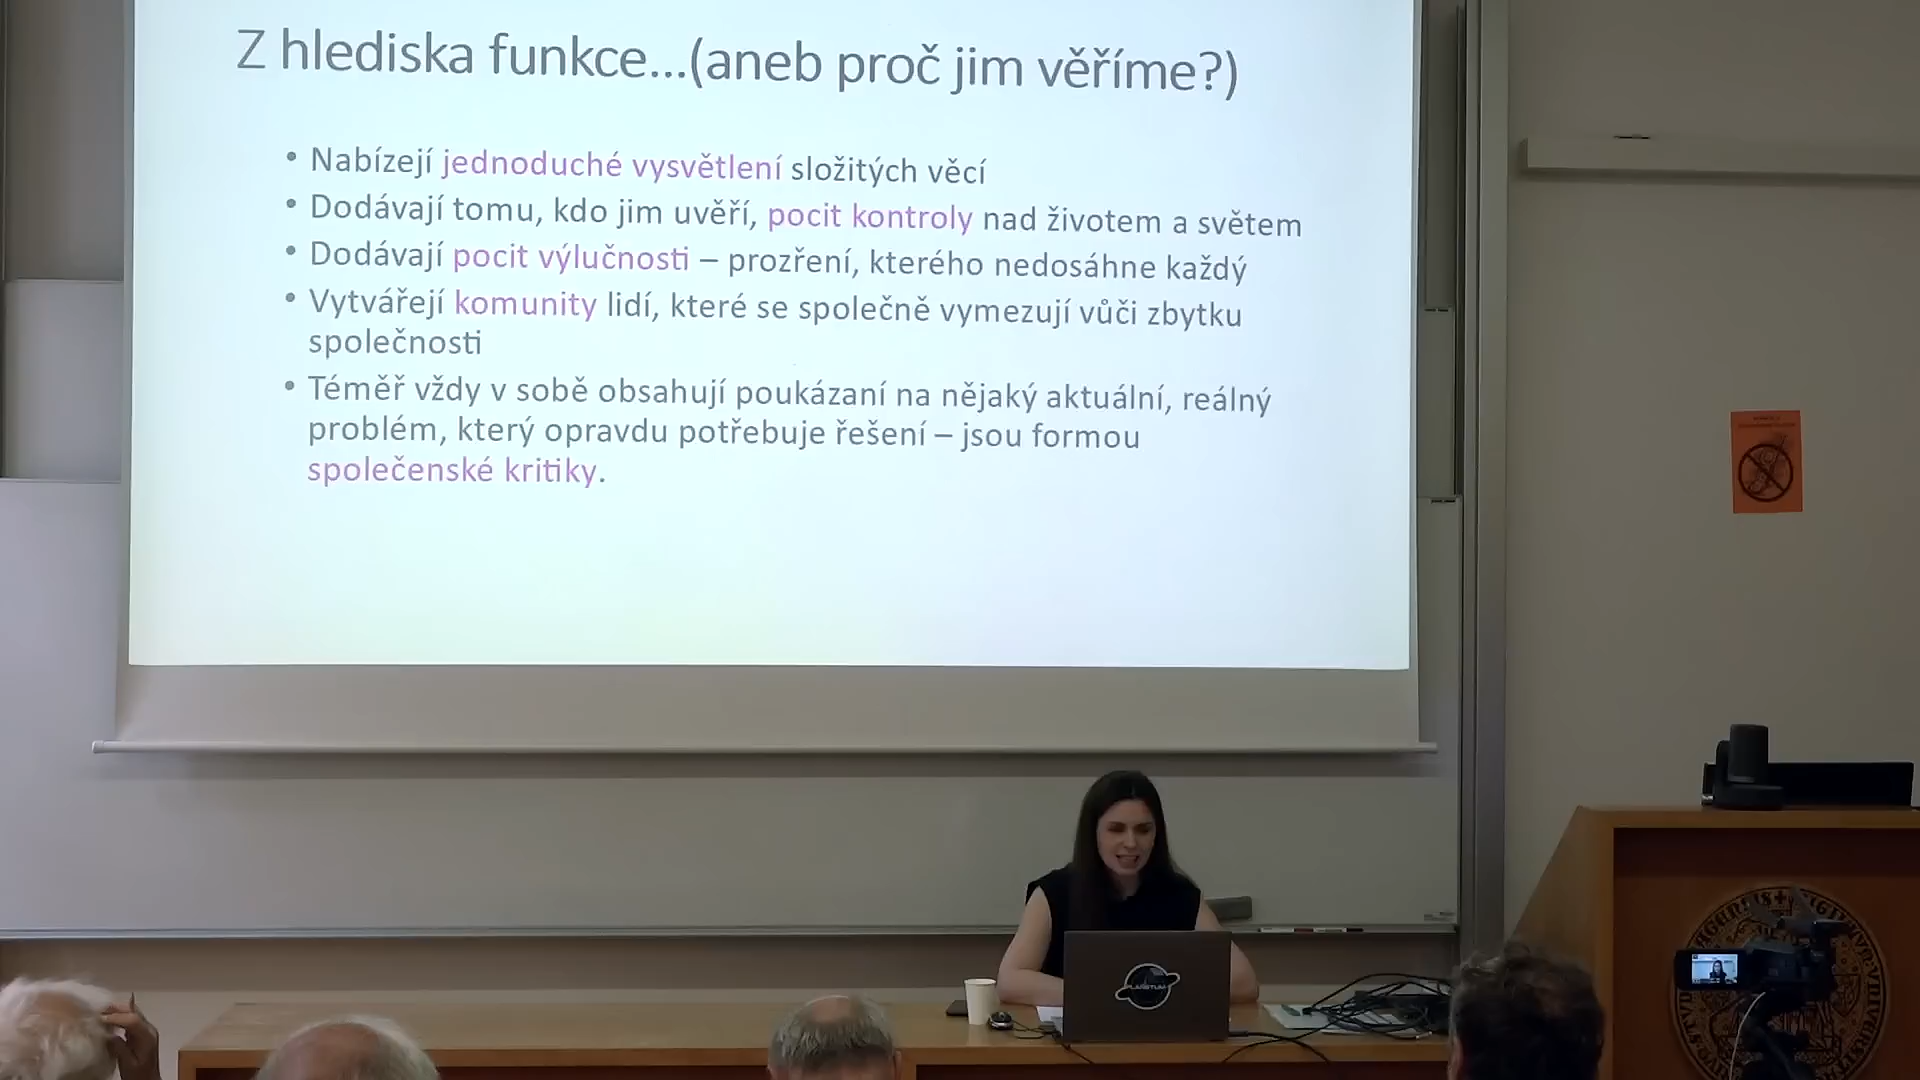 Z hlediska funkce...(aneb proč jim věříme?)
• Nabízejí jednoduché vysvětlení složitých věcí
• Dodávají tomu, kdo jim uvěří, pocit kontroly nad životem a světem
• Dodávají pocit výlučnosti – prozření, kterého nedosáhne každý
• Vytvářejí komunity lidí, které se společně vymezují vůči zbytku
společnosti
• Téměř vždy v sobě obsahují poukázaní na nějaký aktuální, reálný
problém, který opravdu potřebuje řešení – jsou formou
společenské kritiky.
PLANETUM